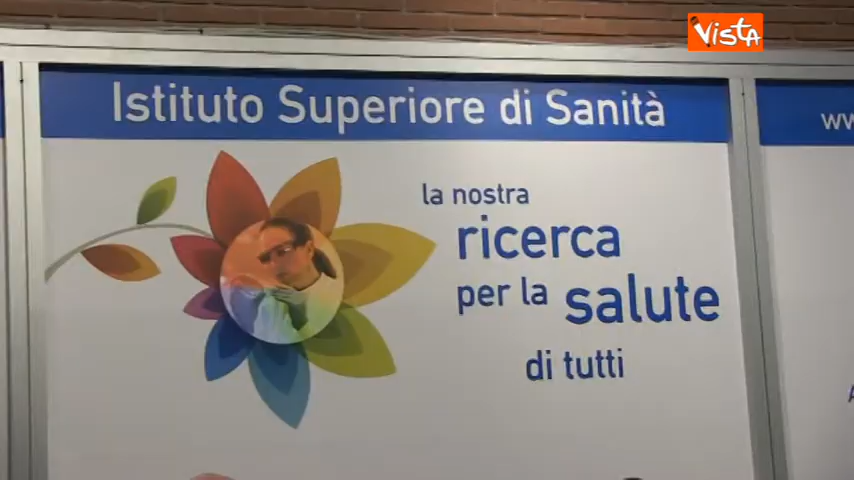 VISTA
Istituto Superiore di Sanità
la nostra
ricerca
per la salute
di tutti